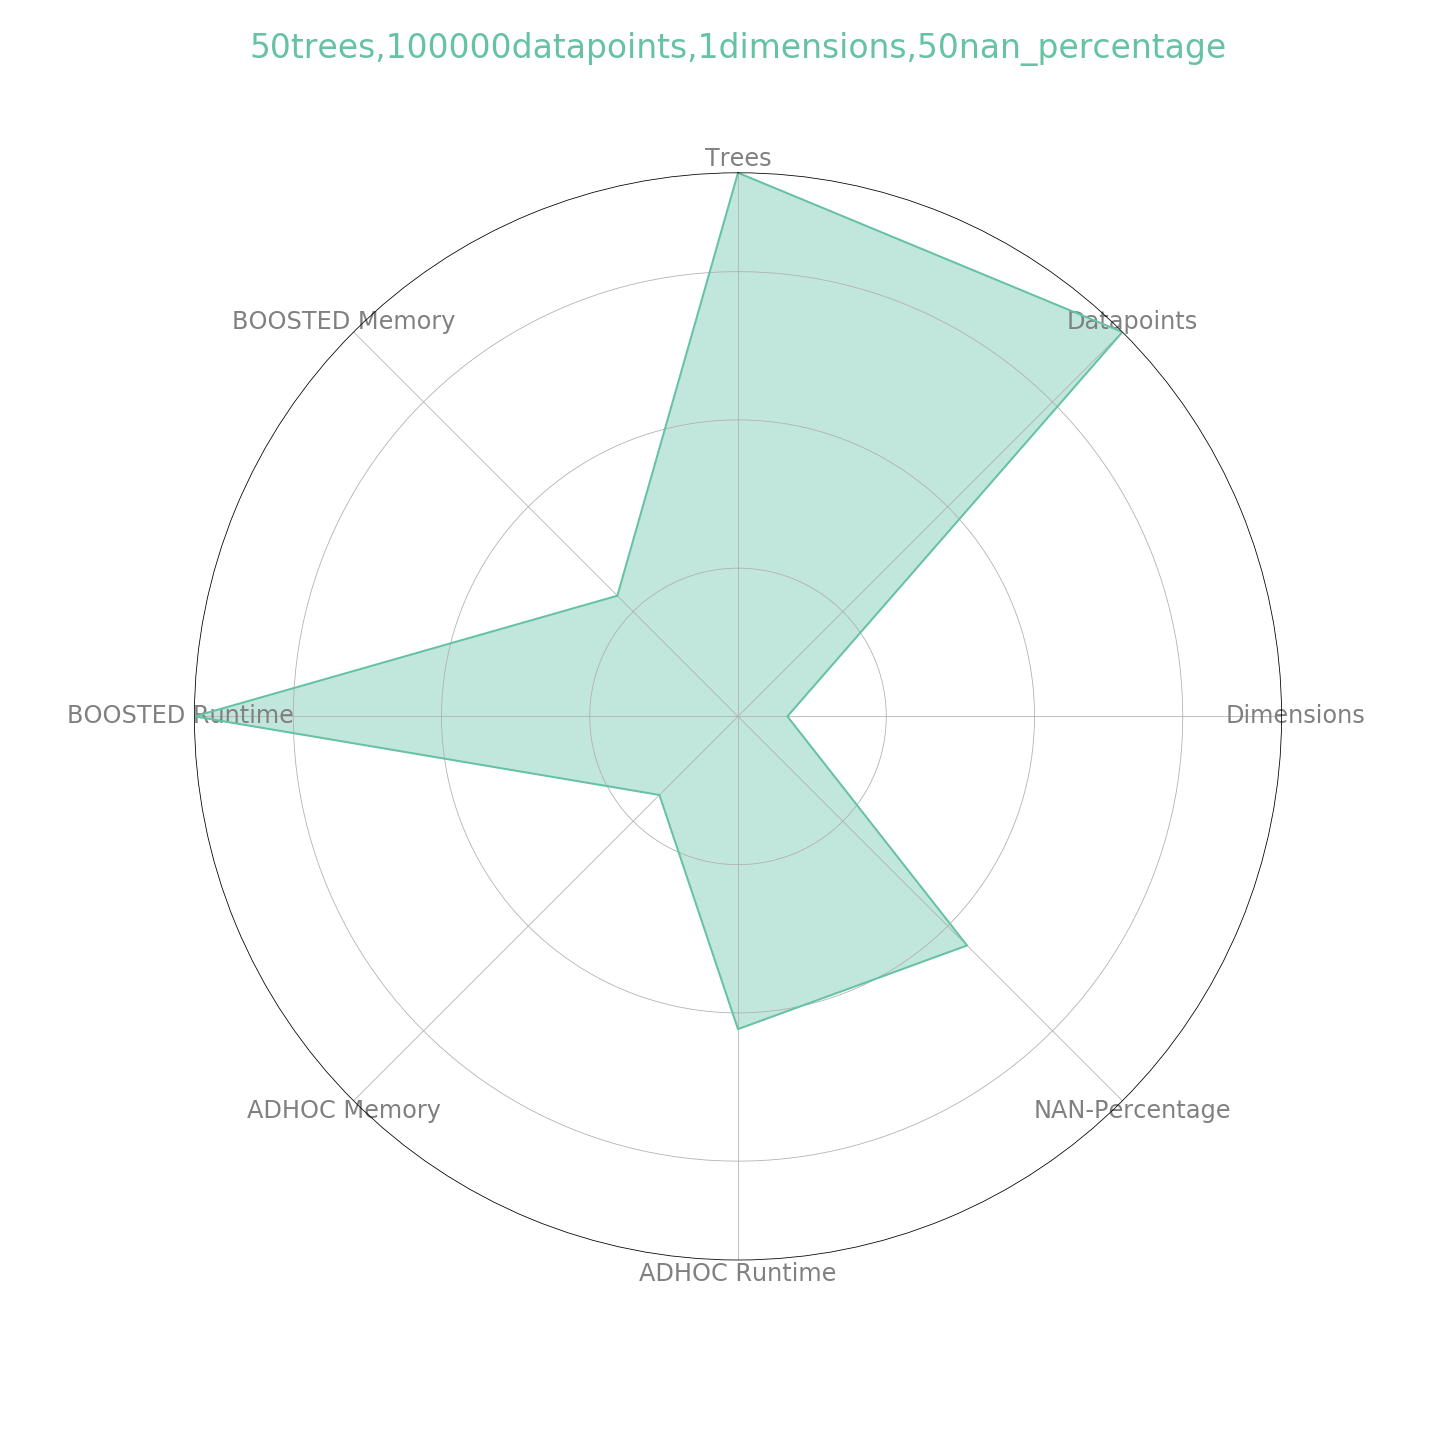 50trees,100000datapoints,1dimensions,50nan_percentage
Trees
BOOSTED Memory
Datapoints
BOOSTED Runtime
Dimensions
ADHOC Memory
NAN-Percentage
ADHOC Runtime